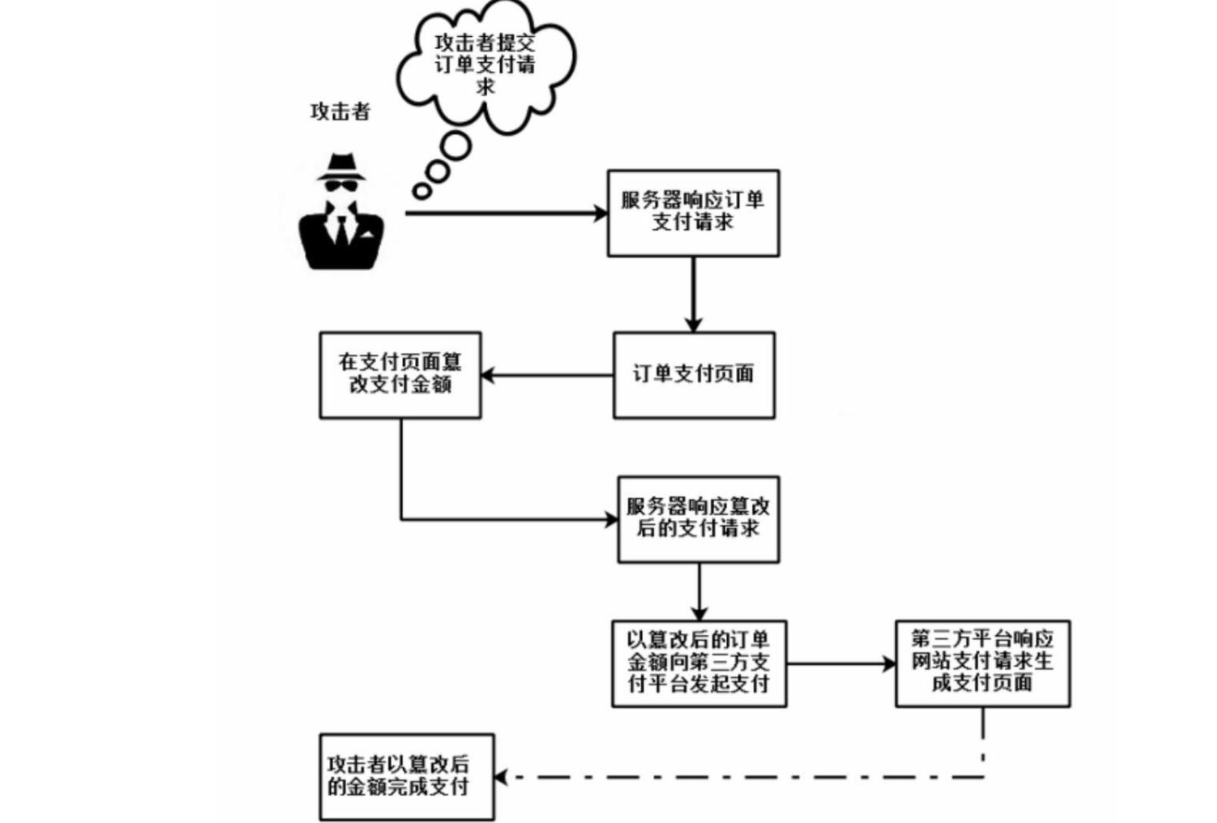 攻击者提交
订单支付请
求
攻击者
服务器响应订单
支付请求
在支付页面篡
改支付金额
订单支付页面
服务器响应篡改
后的支付请求
以篡改后的订单
金额向第三方支
付平台发起支付
第三方平台响应
网站支付请求生
成支付页面
攻击者以篡改后
的金额完成支付